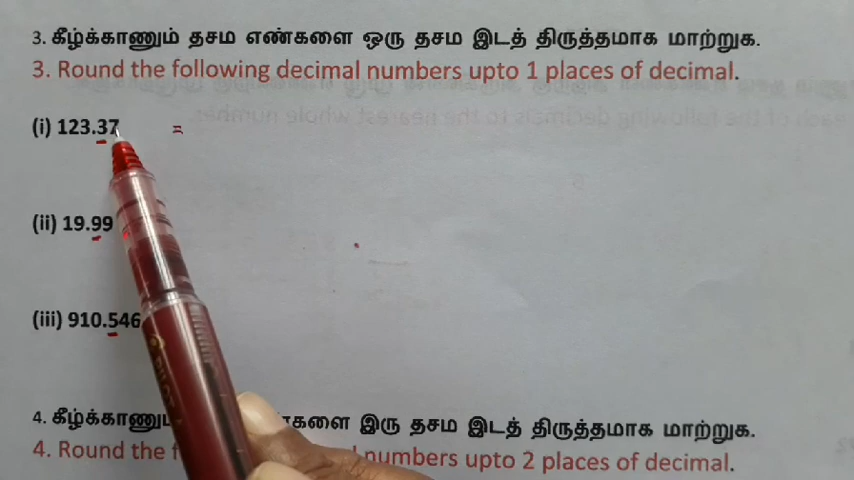 3. கீழ்க்காணும் தசம எண்களை ஒரு தசம இடத் திருத்தமாக மாற்றுக.
3. Round the following decimal numbers upto 1 places of decimal.
(i) 123.37 =
(ii) 19.99
(iii) 910.546
4. கீழ்க்காணும் இரு தசம இடத் திருத்தமாக மாற்றுக.
4. Round the numbers upto 2 places of decimal.